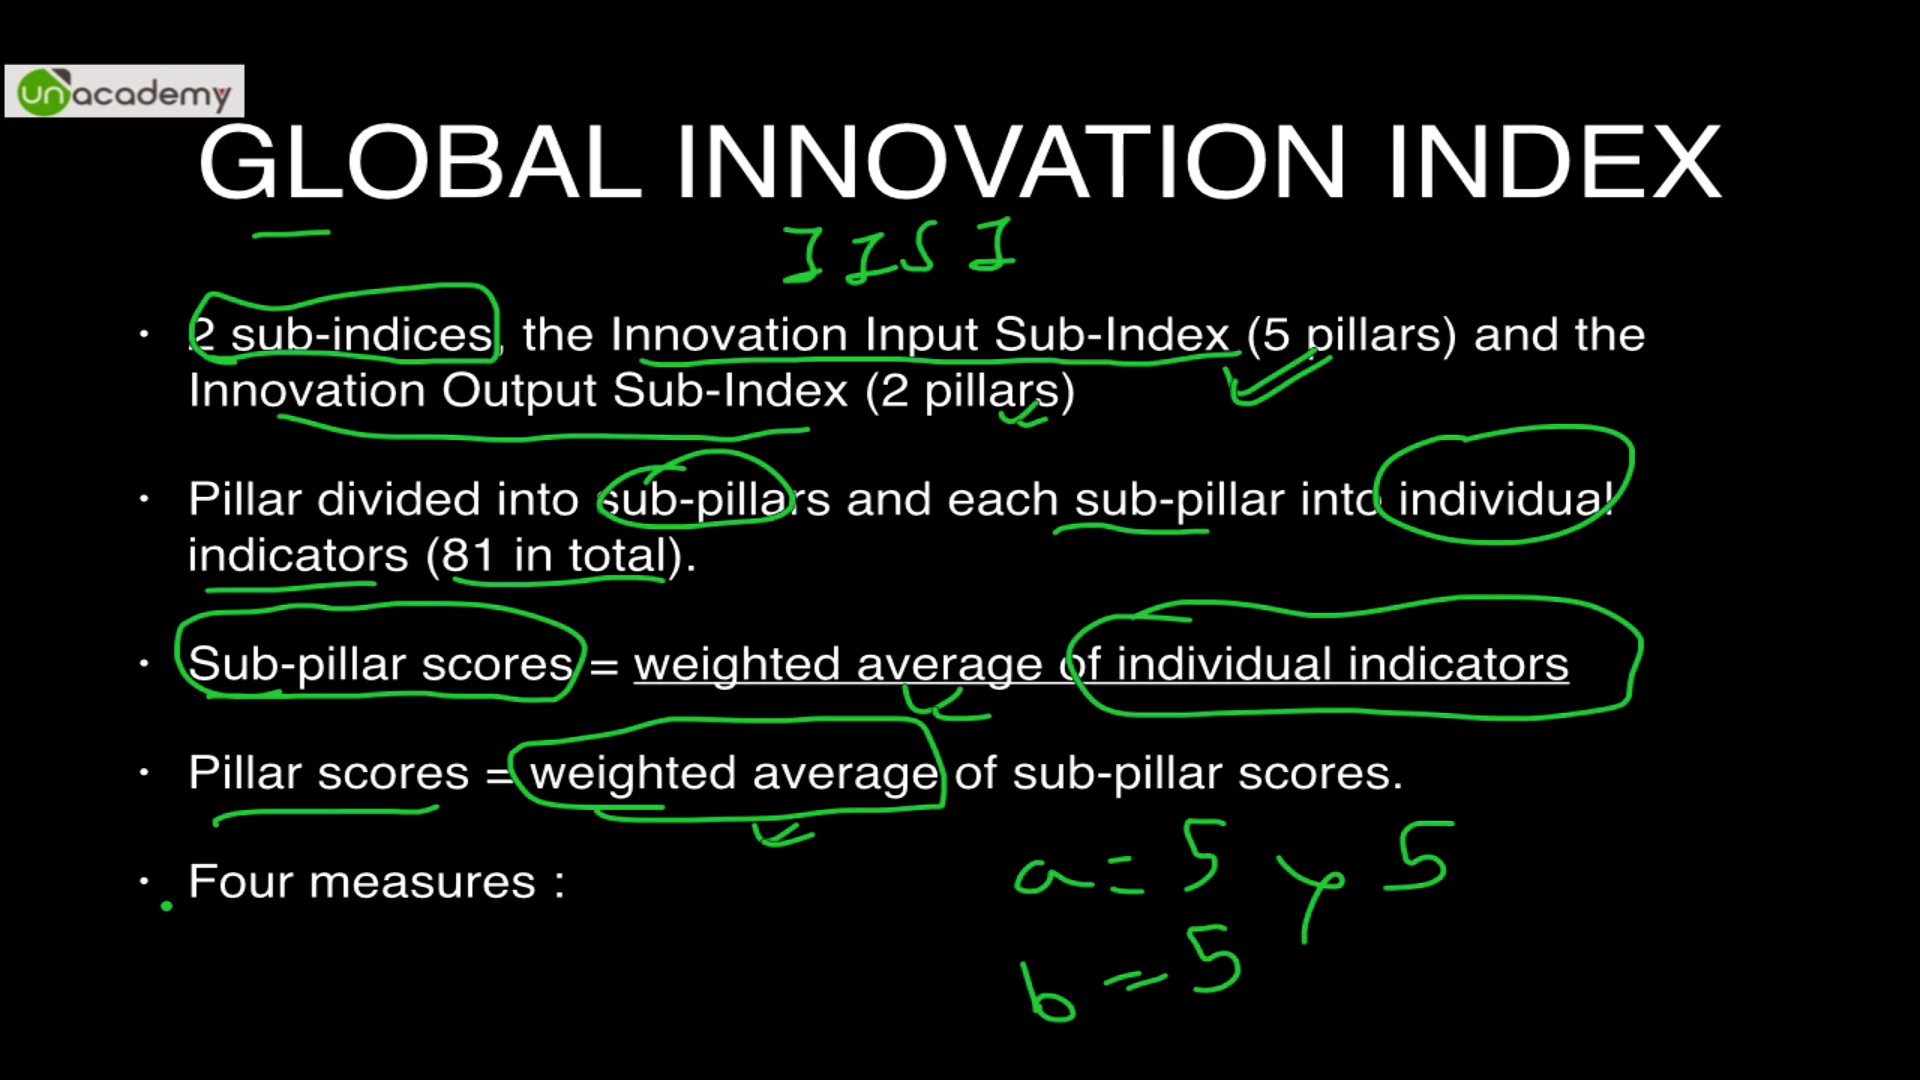 unacademy
GLOBAL INNOVATION INDEX
I I S I
· 2 sub-indices, the Innovation Input Sub-Index (5 pillars) and the
Innovation Output Sub-Index (2 pillars)
· Pillar divided into sub-pillars and each sub-pillar into individual
indicators (81 in total).
· Sub-pillar scores = weighted average of individual indicators
· Pillar scores = weighted average of sub-pillar scores.
· Four measures :
a = 5 5
b = 5